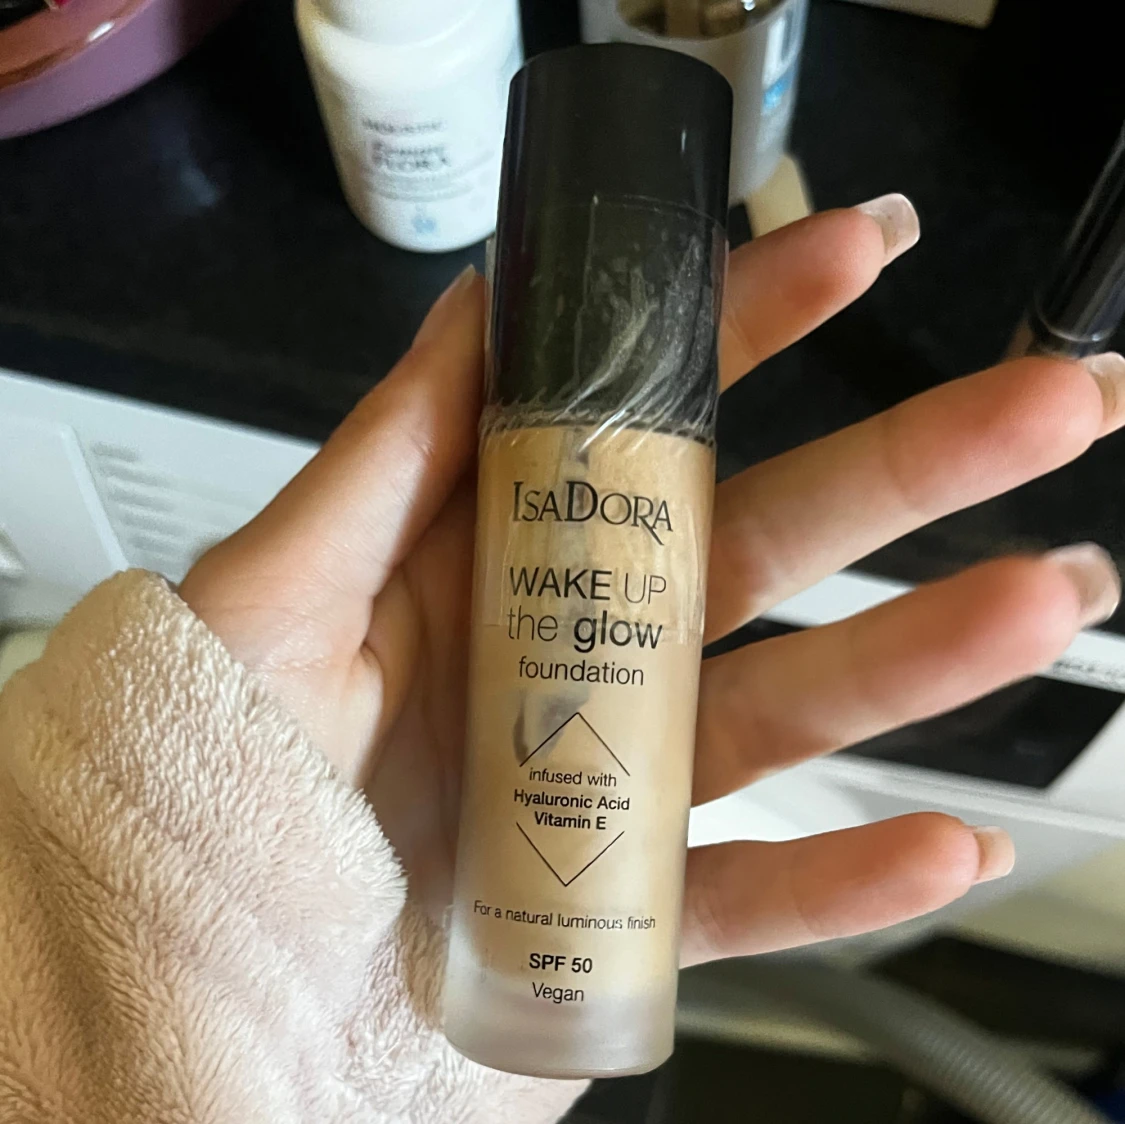 ISADORA
WAKE UP
the glow
foundation
infused with
Hyaluronic Acid
Vitamin E
For a natural luminous finish
SPF 50
Vegan